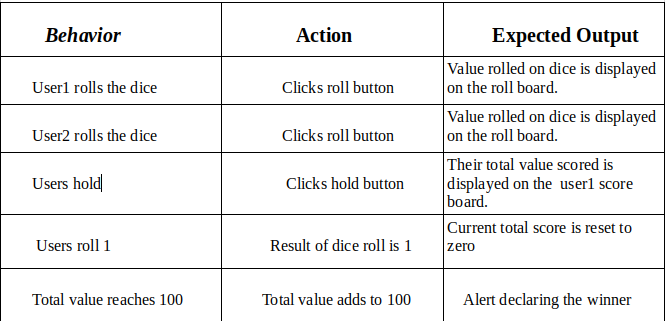 Behavior Action Expected Output
User1 rolls the dice Clicks roll button Value rolled on dice is displayed
on the roll board.
User2 rolls the dice Clicks roll button Value rolled on dice is displayed
on the roll board.
Users hold Clicks hold button Their total value scored is
displayed on the user1 score
board.
Users roll 1 Result of dice roll is 1 Current total score is reset to
zero
Total value reaches 100 Total value adds to 100 Alert declaring the winner